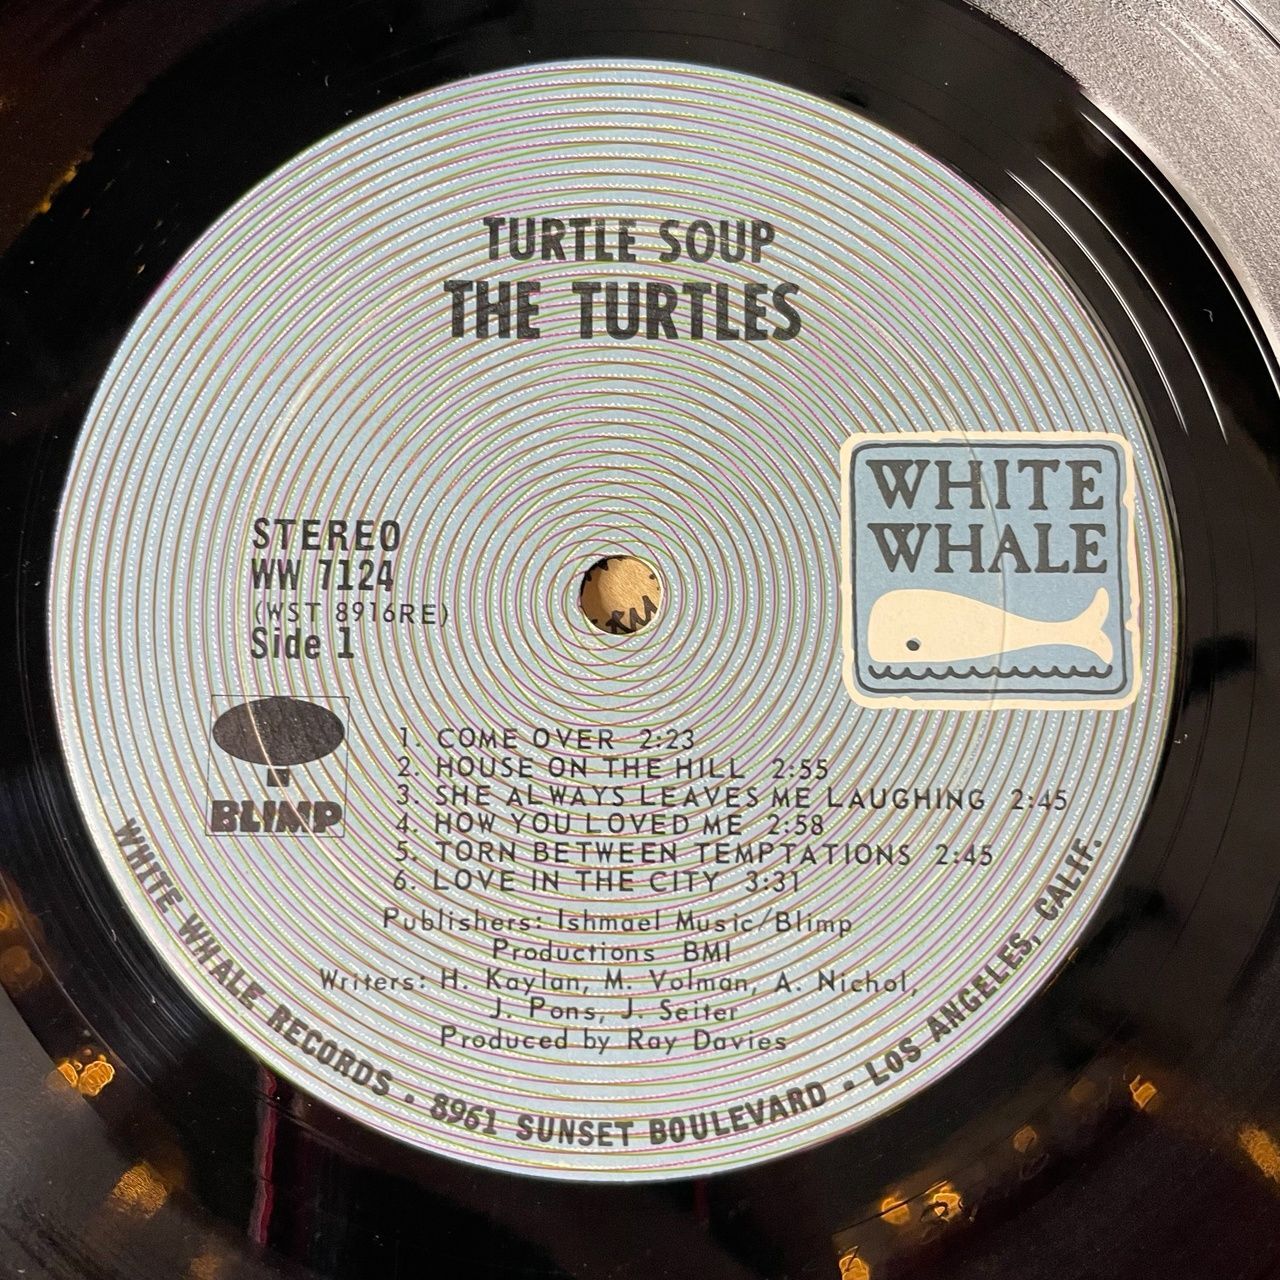 TURTLE SOUP
THE TURTLES
WHITE
WHALE
STEREO
WW 7124
(WST 8916RE)
Side 1
BLIMP
1. COME OVER 2:23
2. HOUSE ON THE HILL 2:55
3. SHE ALWAYS LEAVES ME LAUGHING 2:45
4. HOW YOU LOVED ME 2:58
5. TORN BETWEEN TEMPTATIONS 2:45
6. LOVE IN THE CITY 3:31
Publishers: Ishmael Music/Blimp
Productions BMI
Writers: H. Kaylan, M. Volman, A. Nichol,
J. Pons, J. Seiter
Produced by Ray Davies
WHITE WHALE RECORDS · 8961 SUNSET BOULEVARD · LOS ANGELES, CALIF.